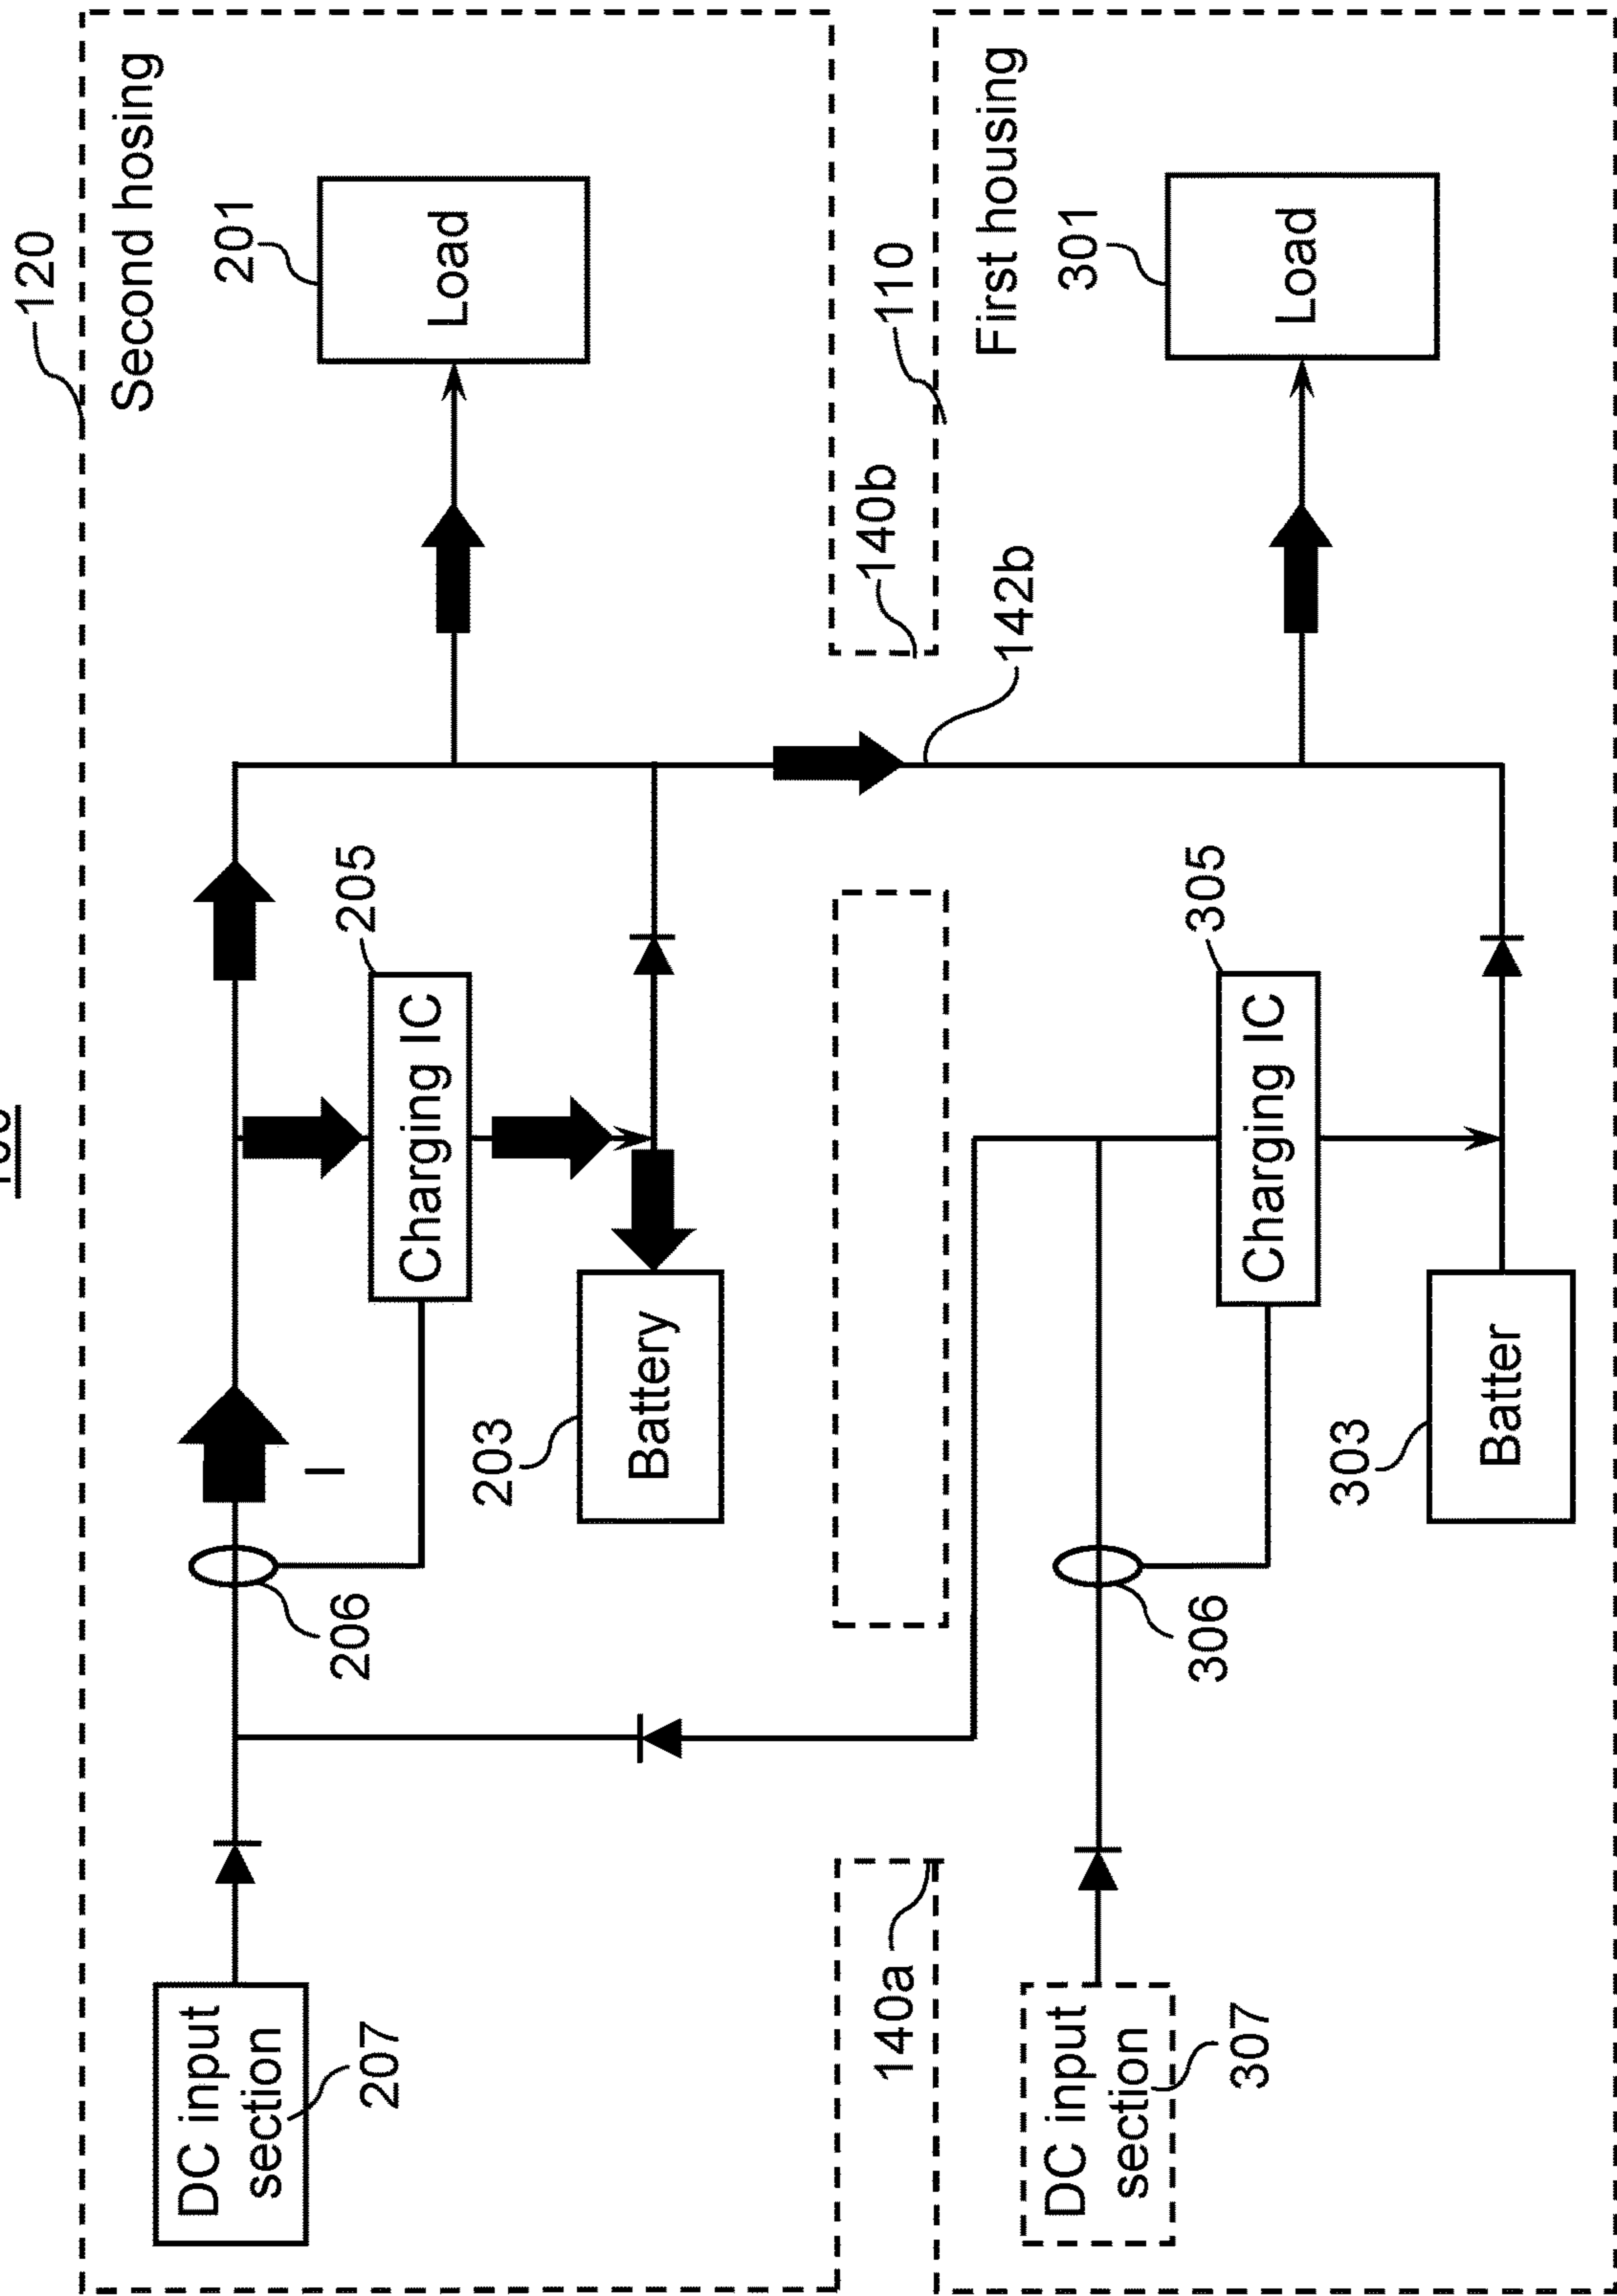 120
Second hosing
201
Load
205
Charging IC
203
Battery
206
I
DC input
section
207
140b
110
142b
140a
First housing
301
Load
305
Charging IC
303
Batter
306
DC input
section
307